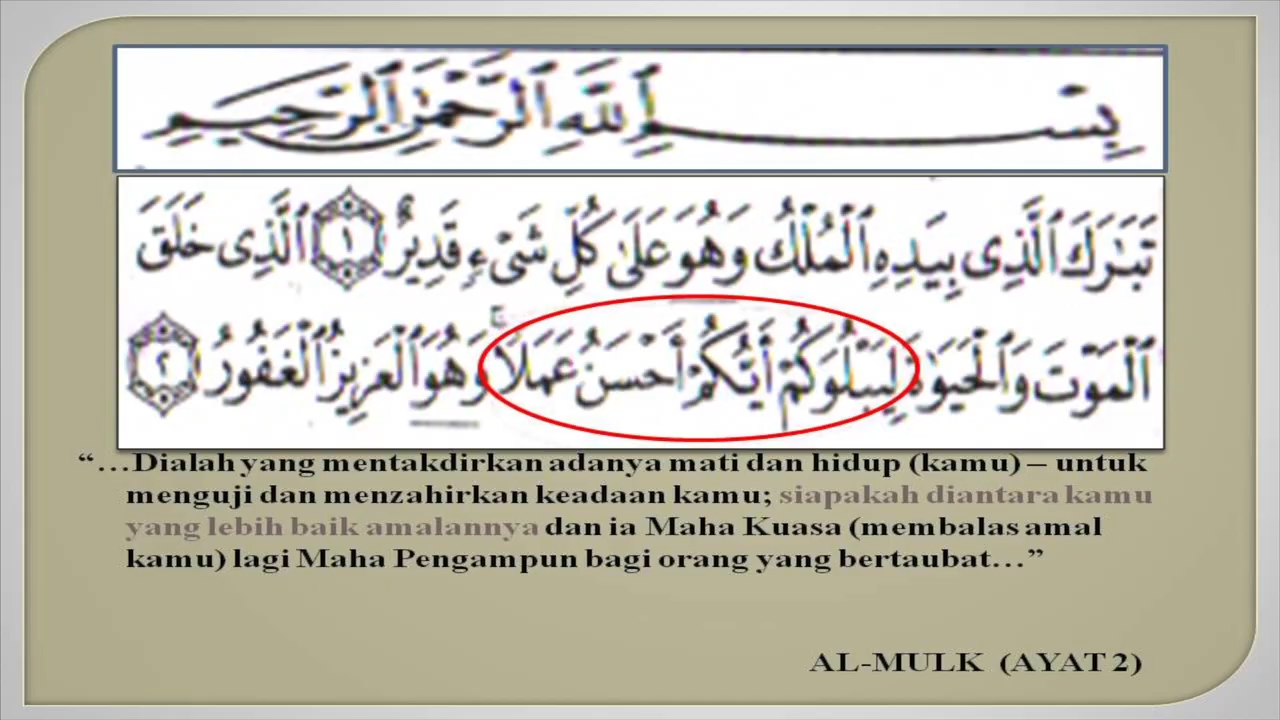 بِسْمِ ٱللَّهِ ٱلرَّحْمَٰنِ ٱلرَّحِيمِ
تَبَٰرَكَ ٱلَّذِى بِيَدِهِ ٱلْمُلْكُ وَهُوَ عَلَىٰ كُلِّ شَىْءٍ قَدِيرٌ ١ ٱلَّذِى خَلَقَ
ٱلْمَوْتَ وَٱلْحَيَوٰةَ لِيَبْلُوَكُمْ أَيُّكُمْ أَحْسَنُ عَمَلًا ۚ وَهُوَ ٱلْعَزِيزُ ٱلْغَفُورُ ٢
“…Dialah yang mentakdirkan adanya mati dan hidup (kamu) – untuk
menguji dan menzahirkan keadaan kamu; siapakah diantara kamu
yang lebih baik amalannya dan ia Maha Kuasa (membalas amal
kamu) lagi Maha Pengampun bagi orang yang bertaubat…”
AL-MULK (AYAT 2)